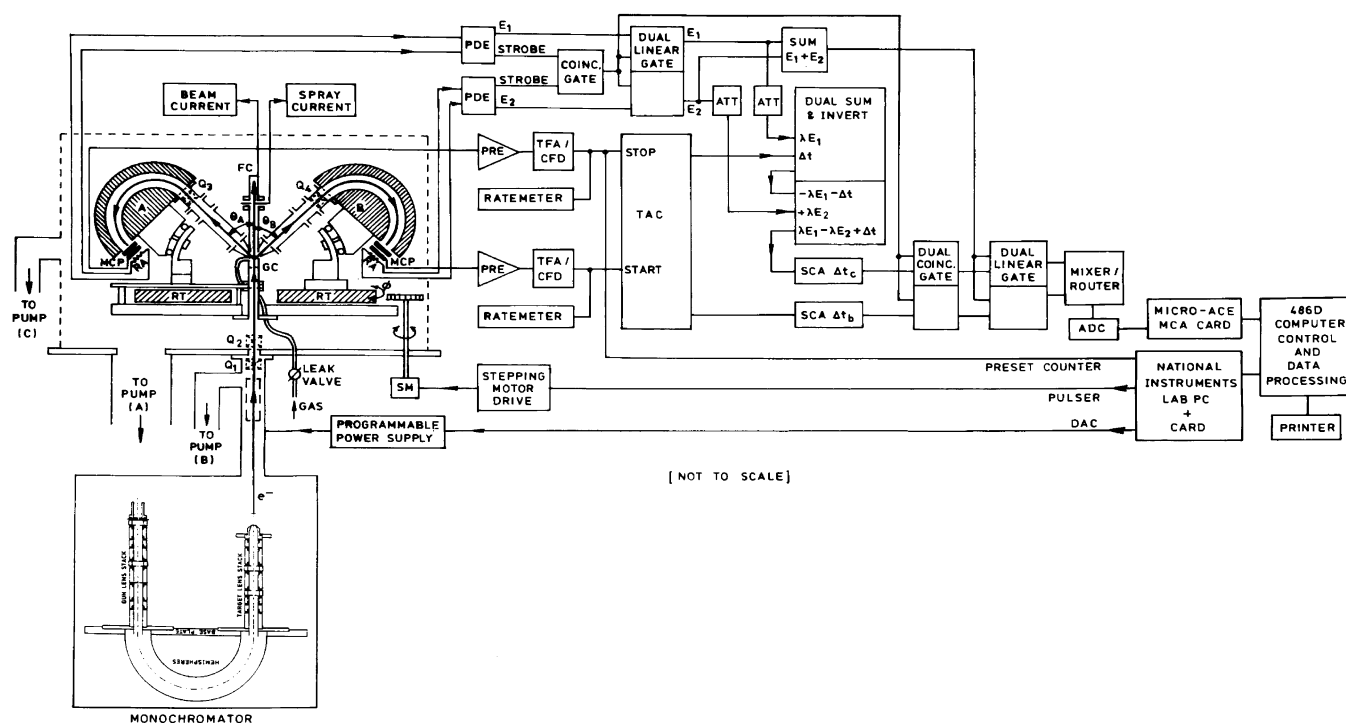 E1
PDE
STROBE
COINC. GATE
DUAL LINEAR GATE
E1
SUM
E1 + E2
STROBE
PDE
E2
E2
ATT
ATT
DUAL SUM & INVERT
λE1
Δt
-λE1-Δt
+λE2
λE1-λE2+Δt
BEAM CURRENT
SPRAY CURRENT
PRE
TFA / CFD
RATEMETER
STOP
TAC
START
PRE
TFA / CFD
RATEMETER
SCA Δtc
SCA Δtb
DUAL COINC. GATE
DUAL LINEAR GATE
MIXER / ROUTER
ADC
MICRO-ACE MCA CARD
486D COMPUTER CONTROL AND DATA PROCESSING
PRINTER
NATIONAL INSTRUMENTS LAB PC + CARD
PRESET COUNTER
PULSER
DAC
STEPPING MOTOR DRIVE
SM
PROGRAMMABLE POWER SUPPLY
FC
Q3
Q4
A
B
θA
θB
MCP
RA
MCP
RA
GC
RT
RT
φ
Q2
Q1
LEAK VALVE
GAS
TO PUMP (C)
TO PUMP (A)
TO PUMP (B)
e−
[NOT TO SCALE]
GUN LENS STACK
TARGET LENS STACK
BASE PLATE
HEMISPHERES
MONOCHROMATOR